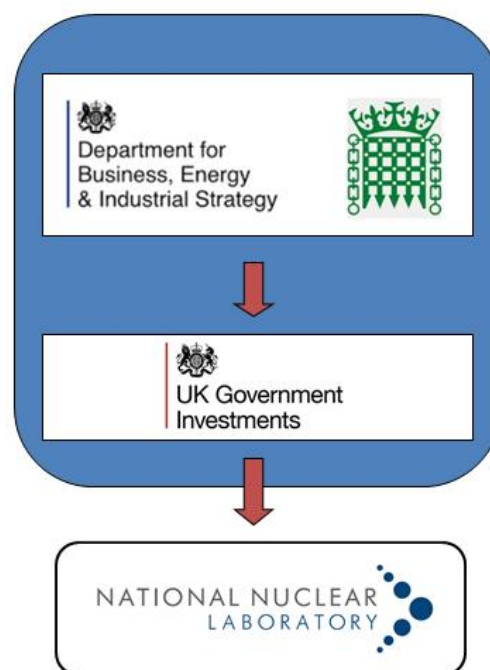 Department for
Business, Energy
& Industrial Strategy
UK Government
Investments
NATIONAL NUCLEAR
LABORATORY